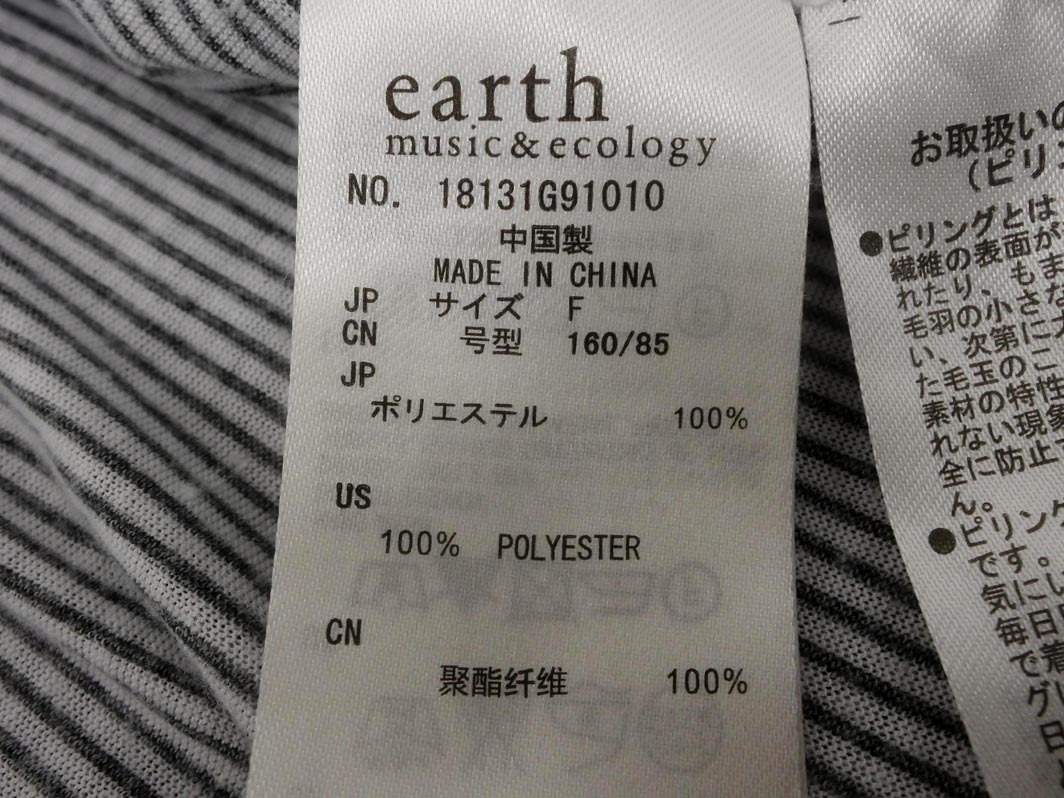 earth
music&ecology
NO. 18131G91010
中国製
MADE IN CHINA
JP サイズ F
CN 号型 160/85
JP
ポリエステル 100%
US
100% POLYESTER
CN
聚酯纤维 100%
お取扱いの
(ピリ
●ピリングとは
繊維の表面が
れたり、もま
毛羽の小さな
い、次第に
た毛玉のこ
素材の特性
れない現象
全に防止
ん。
●ピリング
です。
気に
毎日着
で
グ
日